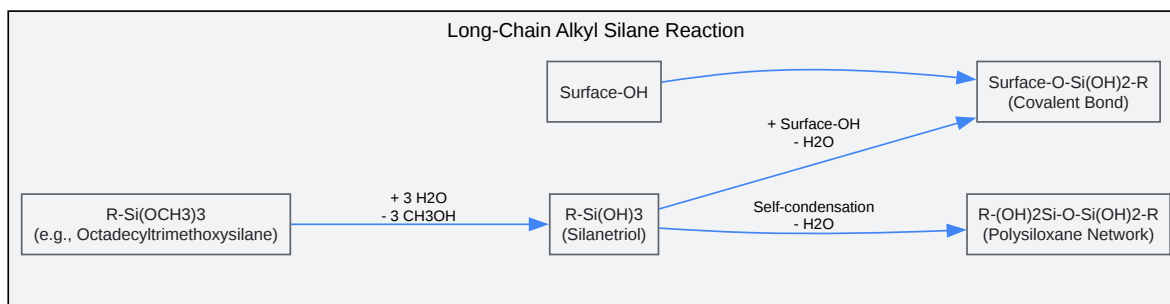 Long-Chain Alkyl Silane Reaction
Surface-OH
Surface-O-Si(OH)2-R
(Covalent Bond)
+ Surface-OH
- H2O
+ 3 H2O
- 3 CH3OH
R-Si(OCH3)3
(e.g., Octadecyltrimethoxysilane)
R-Si(OH)3
(Silanetriol)
Self-condensation
- H2O
R-(OH)2Si-O-Si(OH)2-R
(Polysiloxane Network)